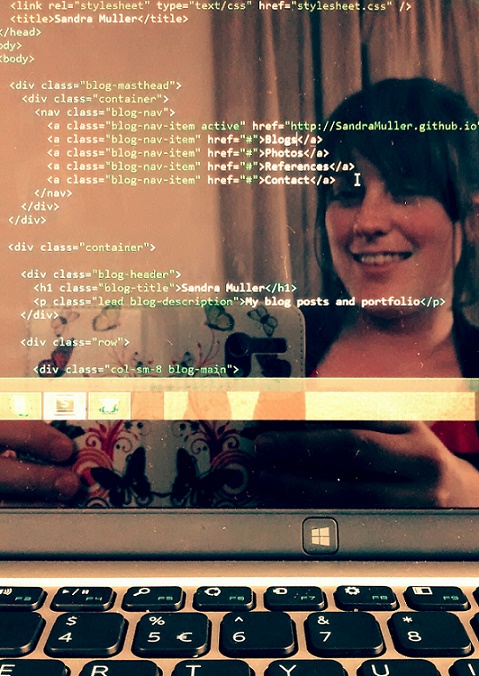 <link rel="stylesheet" type="text/css" href="stylesheet.css" />
<title>Sandra Muller</title>
</head>
ody>
<body>
<div class="blog-masthead">
<div class="container">
<nav class="blog-nav">
<a class="blog-nav-item active" href="http://SandraMuller.github.io"
<a class="blog-nav-item" href="#">Blogs</a>
<a class="blog-nav-item" href="#">Photos</a>
<a class="blog-nav-item" href="#">References</a>
<a class="blog-nav-item" href="#">Contact</a>
</nav>
</div>
</div>
<div class="container">
<div class="blog-header">
<h1 class="blog-title">Sandra Muller</h1>
<p class="lead blog-description">My blog posts and portfolio</p>
</div>
<div class="row">
<div class="col-sm-8 blog-main">
F3 F4 F5 F6 F7 F8 F9
$ % ^ & *
4 5 € 6 7 8
E R T Y U I